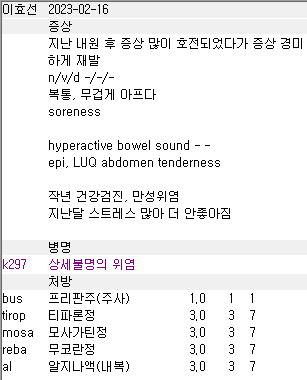 이효선 2023-02-16
증상
지난 내원 후 증상 많이 호전되었다가 증상 경미
하게 재발
n/v/d -/-/-
복통, 무겁게 아프다
soreness
hyperactive bowel sound - -
epi, LUQ abdomen tenderness
작년 건강검진, 만성위염
지난달 스트레스 많아 더 안좋아짐
병명
k297 상세불명의 위염
처방
bus 프리판주(주사) 1,0 1 1
tirop 티파론정 3,0 3 7
mosa 모사가틴정 3,0 3 7
reba 무코란정 3,0 3 7
al 알지나액(내복) 3,0 3 7